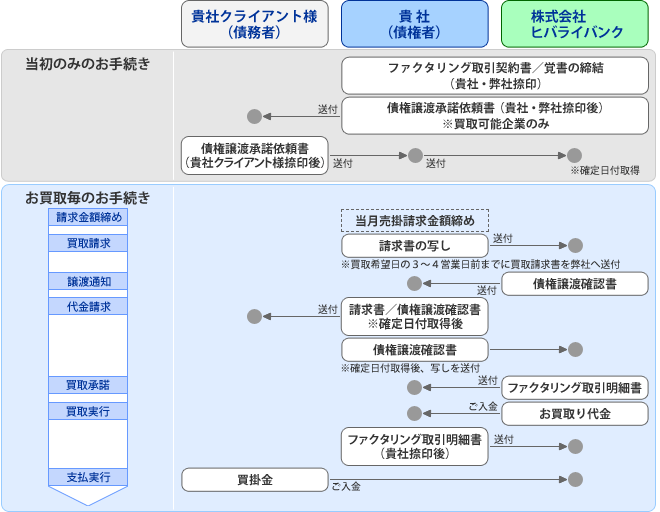 貴社クライアント様
（債務者）
貴 社
（債権者）
株式会社
ヒバライバンク
当初のみのお手続き
ファクタリング取引契約書／覚書の締結
（貴社・弊社捺印）
送付
債権譲渡承諾依頼書（貴社・弊社捺印後）
※買取可能企業のみ
債権譲渡承諾依頼書
（貴社クライアント様捺印後）
送付
送付
※確定日付取得
お買取毎のお手続き
請求金額締め
当月売掛請求金額締め
買取請求
請求書の写し
送付
※買取希望日の３～４営業日前までに買取請求書を弊社へ送付
譲渡通知
送付
債権譲渡確認書
代金請求
送付
請求書／債権譲渡確認書
※確定日付取得後
債権譲渡確認書
※確定日付取得後、写しを送付
買取承諾
送付
ファクタリング取引明細書
買取実行
ご入金
お買取り代金
ファクタリング取引明細書
（貴社捺印後）
送付
支払実行
買掛金
ご入金